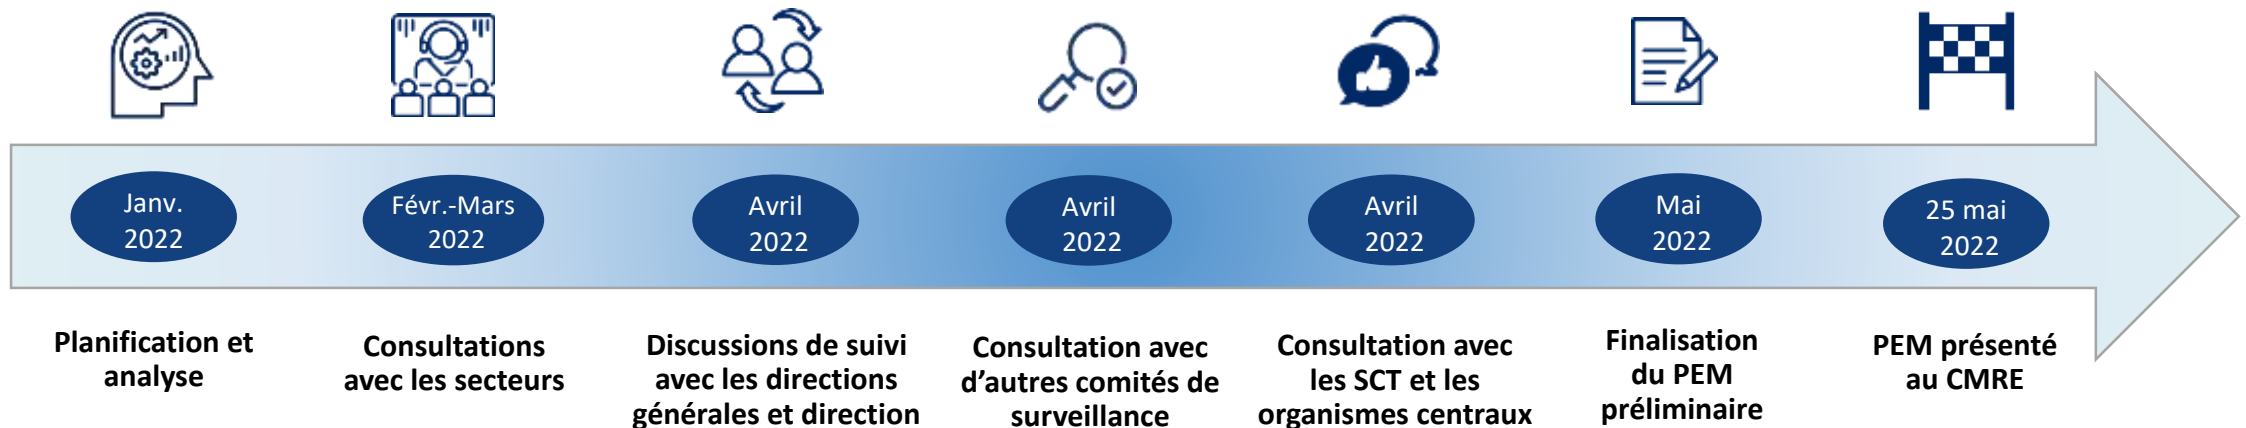 Janv.
2022
Févr.-Mars
2022
Avril
2022
Avril
2022
Avril
2022
Mai
2022
25 mai
2022
Planification et
analyse
Consultations
avec les secteurs
Discussions de suivi
avec les directions
générales et direction
Consultation avec
d’autres comités de
surveillance
Consultation avec
les SCT et les
organismes centraux
Finalisation
du PEM
préliminaire
PEM présenté
au CMRE